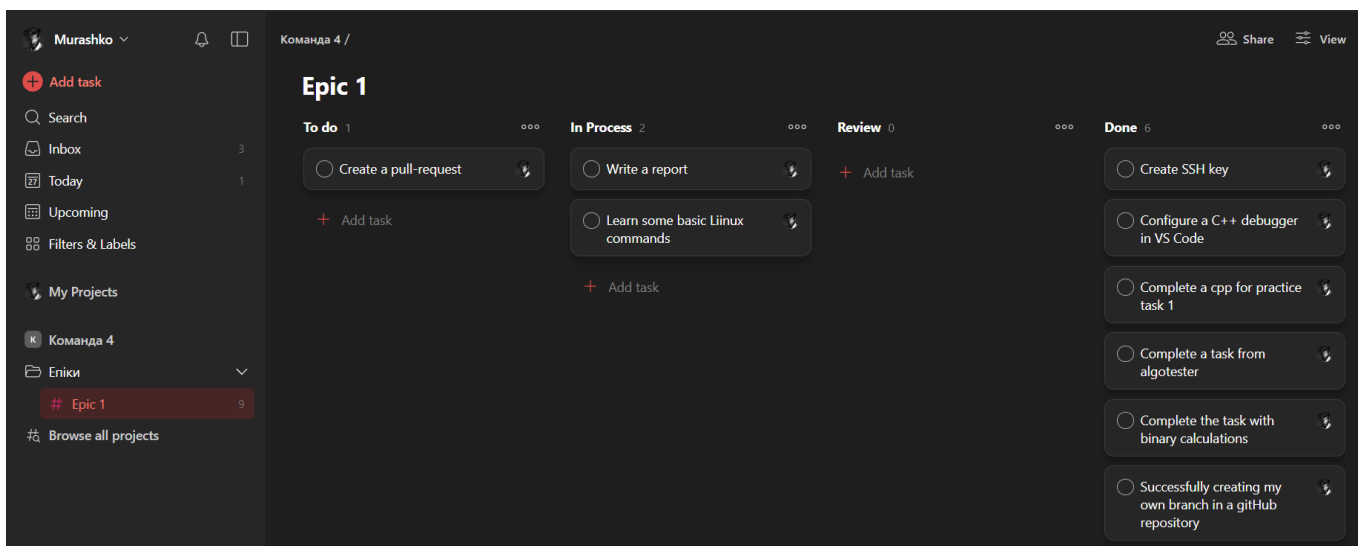 Murashko
Add task
Search
Inbox 3
27 Today 1
Upcoming
Filters & Labels
My Projects
К Команда 4
Епіки
# Epic 1 9
Browse all projects
Команда 4 /
Share
View
Epic 1
To do 1
Create a pull-request
+ Add task
In Process 2
Write a report
Learn some basic Liinux
commands
+ Add task
Review 0
+ Add task
Done 6
Create SSH key
Configure a C++ debugger
in VS Code
Complete a cpp for practice
task 1
Complete a task from
algotester
Complete the task with
binary calculations
Successfully creating my
own branch in a gitHub
repository